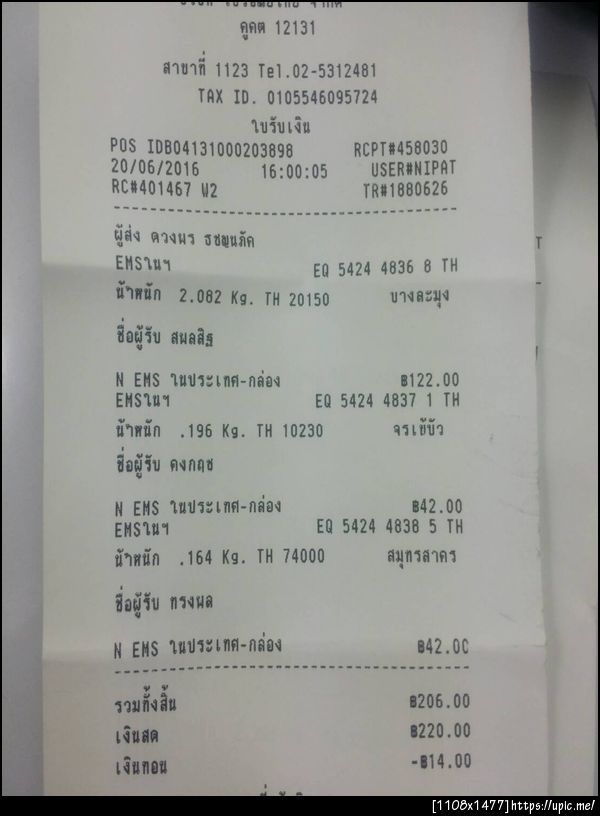 คูคต 12131
สาขาที่ 1123 Tel.02-5312481
TAX ID. 0105546095724
ใบรับเงิน
POS IDB04131000203898 RCPT#458030
20/06/2016 16:00:05 USER#NIPAT
RC#401467 W2 TR#1880626
ผู้ส่ง ดวงพร
EMSในฯ EQ 5424 4836 8 TH
น้ำหนัก 2.082 Kg. TH 20150 บางละมุง
ชื่อผู้รับ สพลสิฐ
N EMS ในประเทศ-กล่อง ฿122.00
EMSในฯ EQ 5424 4837 1 TH
น้ำหนัก .196 Kg. TH 10230 จรเข้บัว
ชื่อผู้รับ คงกฤช
N EMS ในประเทศ-กล่อง ฿42.00
EMSในฯ EQ 5424 4838 5 TH
น้ำหนัก .164 Kg. TH 74000 สมุทรสาคร
ชื่อผู้รับ ทรงพล
N EMS ในประเทศ-กล่อง ฿42.00
รวมทั้งสิ้น ฿206.00
เงินสด ฿220.00
เงินทอน -฿14.00
[1108x1477]https://upic.me/